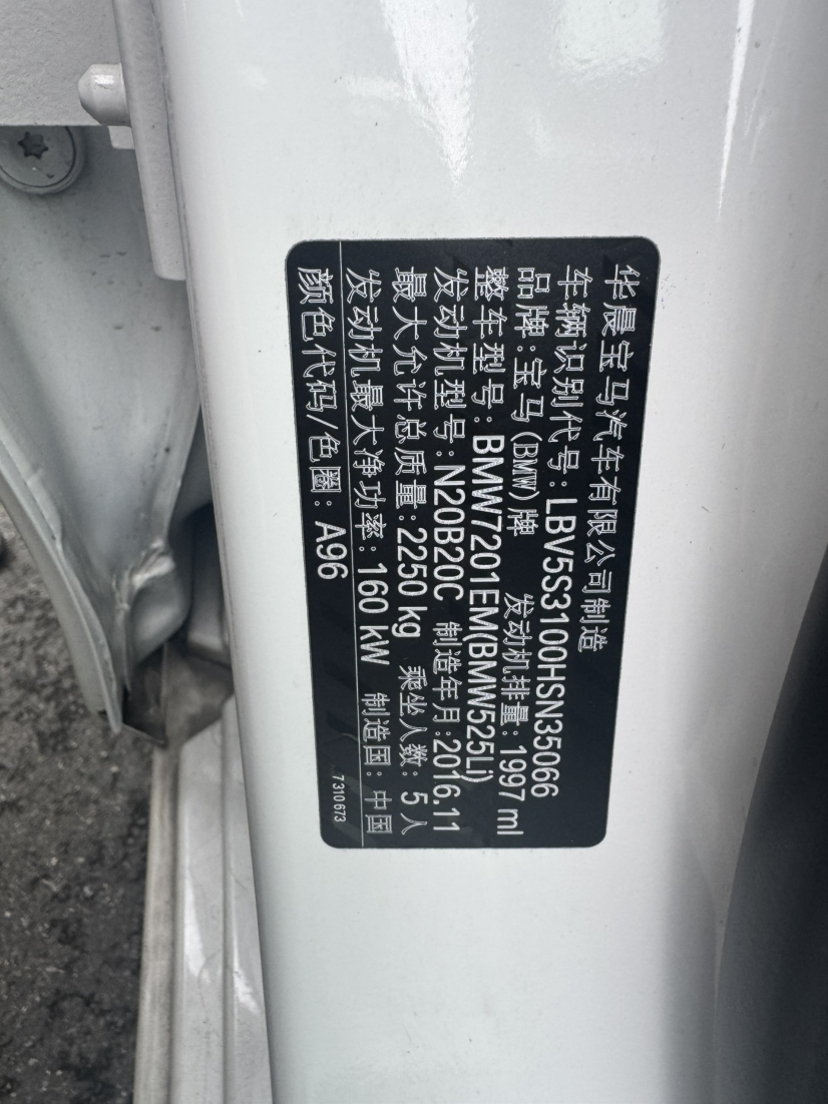 华晨宝马汽车有限公司制造
车辆识别代号：LBV5S3100HSN35066
品牌：宝马(BMW)牌 发动机排量：1997 ml
整车型号：BMW7201EM(BMW525Li)
发动机型号：N20B20C 制造年月：2016.11
最大允许总质量：2250 kg 乘坐人数：5人
发动机最大净功率：160 kW 制造国：中国
颜色代码/色圈：A96
7 310 673